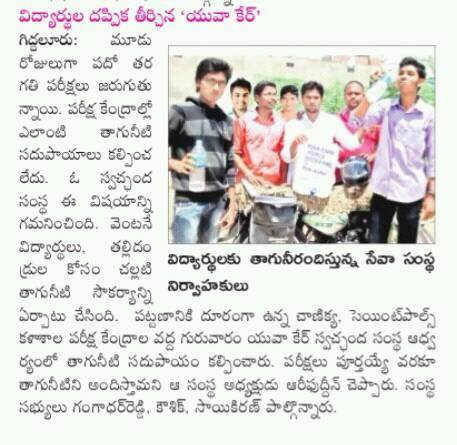 విద్యార్థుల దప్పిక తీర్చిన ‘యువా కేర్’
గిద్దలూరు: మూడు
రోజులుగా పదో తర
గతి పరీక్షలు జరుగుతు
న్నాయి. పరీక్ష కేంద్రాల్లో
ఎలాంటి తాగునీటి
సదుపాయాలు కల్పించ
లేదు. ఓ స్వచ్ఛంద
సంస్థ ఈ విషయాన్ని
గమనించింది. వెంటనే
విద్యార్థులు, తల్లిదం
డ్రుల కోసం చల్లటి
తాగునీటి సౌకర్యాన్ని
విద్యార్థులకు తాగునీరందిస్తున్న సేవా సంస్థ
నిర్వాహకులు
ఏర్పాటు చేసింది. పట్టణానికి దూరంగా ఉన్న చాణిక్య, సెయింట్‌పాల్స్
కళాశాల పరీక్ష కేంద్రాల వద్ద గురువారం యువా కేర్ స్వచ్ఛంద సంస్థ ఆధ్వ
ర్యంలో తాగునీటి సదుపాయం కల్పించారు. పరీక్షలు పూర్తయ్యే వరకూ
తాగునీటిని అందిస్తామని ఆ సంస్థ అధ్యక్షుడు ఆరీఫుద్దీన్ చెప్పారు. సంస్థ
సభ్యులు గంగాధర్‌రెడ్డి, కౌశిక్, సాయికిరణ్ పాల్గొన్నారు.